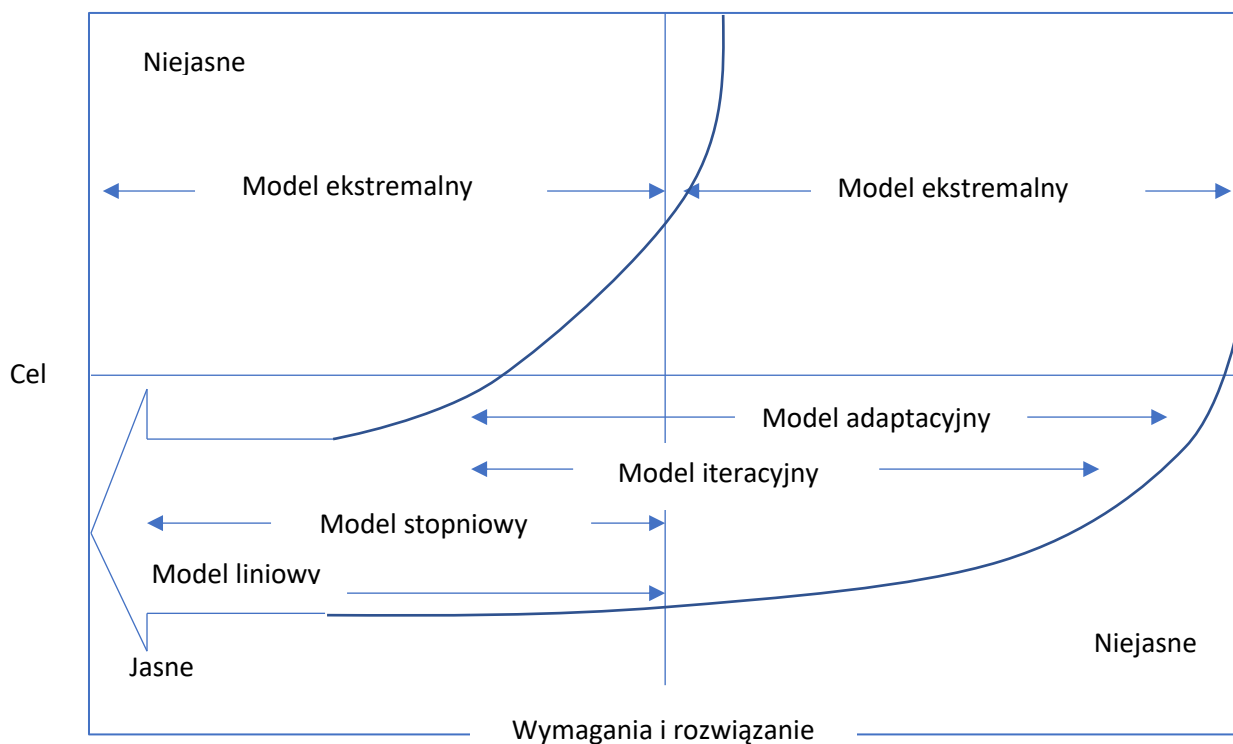 Niejasne
Model ekstremalny
Model ekstremalny
Cel
Model adaptacyjny
Model iteracyjny
Model stopniowy
Model liniowy
Niejasne
Jasne
Wymagania i rozwiązanie